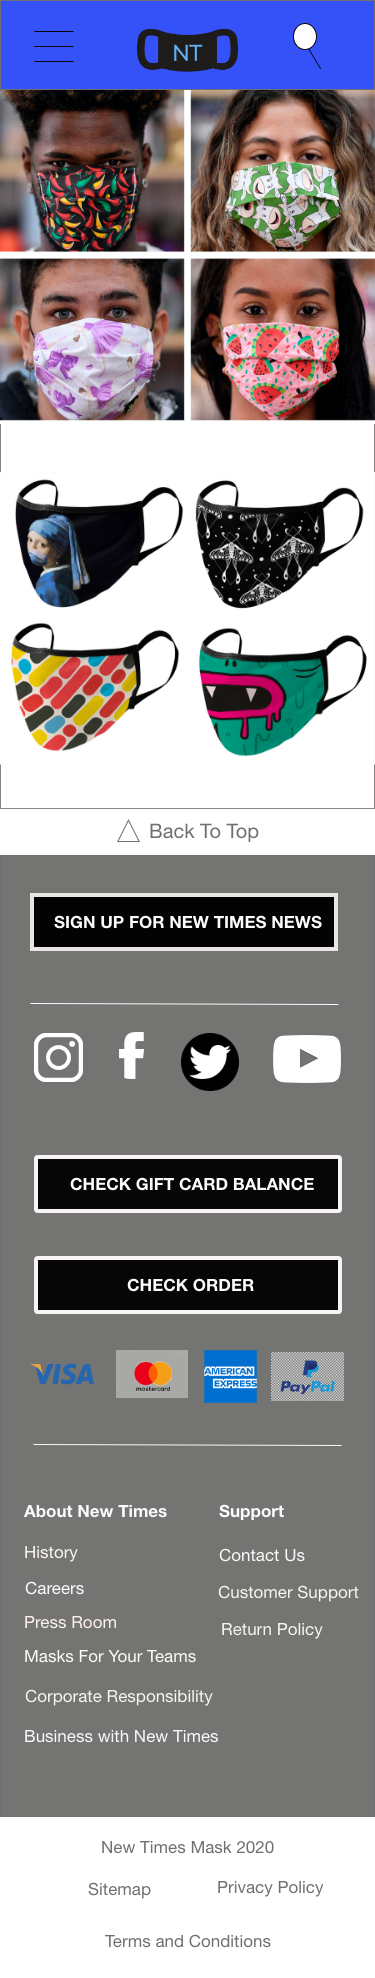 NT
Back To Top
SIGN UP FOR NEW TIMES NEWS
CHECK GIFT CARD BALANCE
CHECK ORDER
VISA
mastercard
AMERICAN
EXPRESS
PayPal
About New Times
History
Careers
Press Room
Masks For Your Teams
Corporate Responsibility
Business with New Times
Support
Contact Us
Customer Support
Return Policy
New Times Mask 2020
Sitemap
Privacy Policy
Terms and Conditions